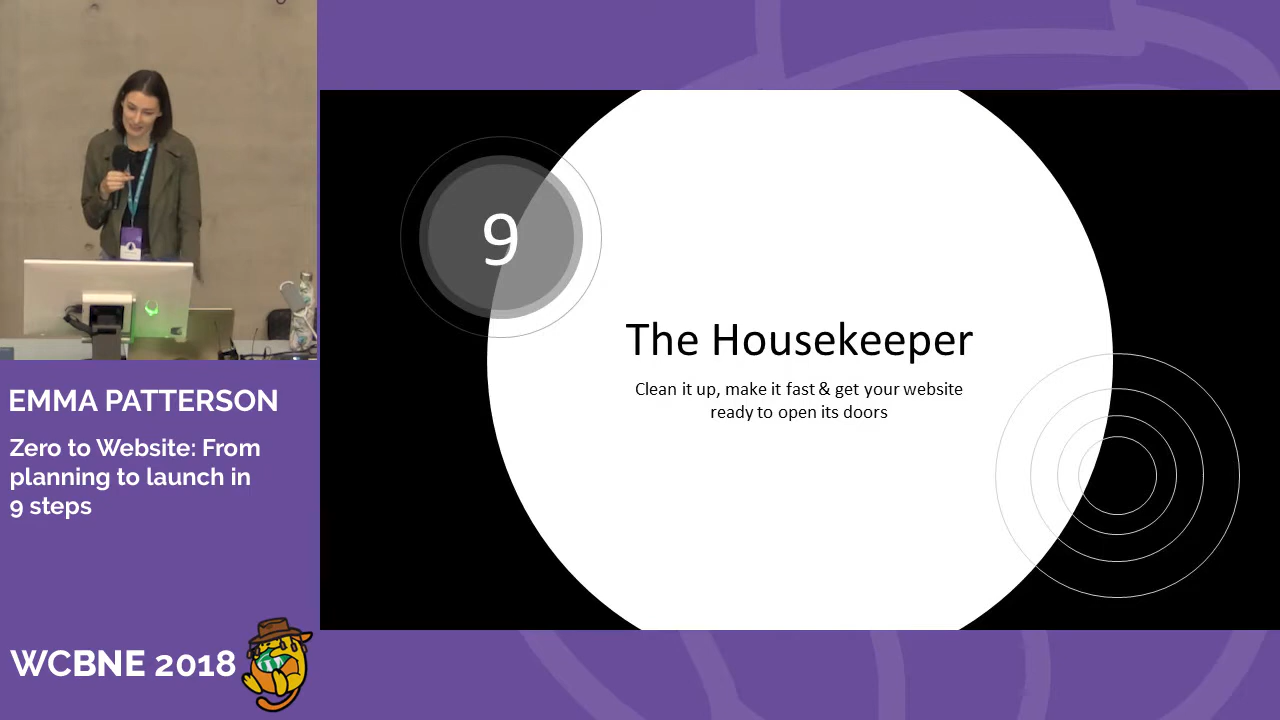 9
The Housekeeper
Clean it up, make it fast & get your website
ready to open its doors
EMMA PATTERSON
Zero to Website: From
planning to launch in
9 steps
WCBNE 2018